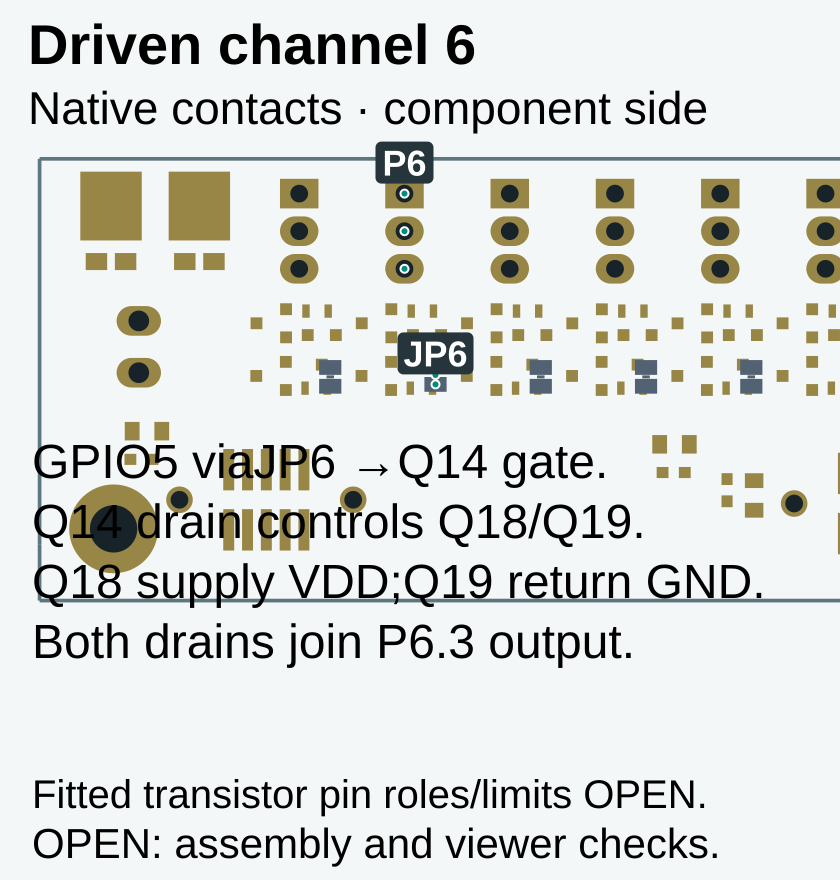 Driven channel 6
Native contacts · component side
P6
JP6
GPIO5 viaJP6 →Q14 gate.
Q14 drain controls Q18/Q19.
Q18 supply VDD;Q19 return GND.
Both drains join P6.3 output.
Fitted transistor pin roles/limits OPEN.
OPEN: assembly and viewer checks.